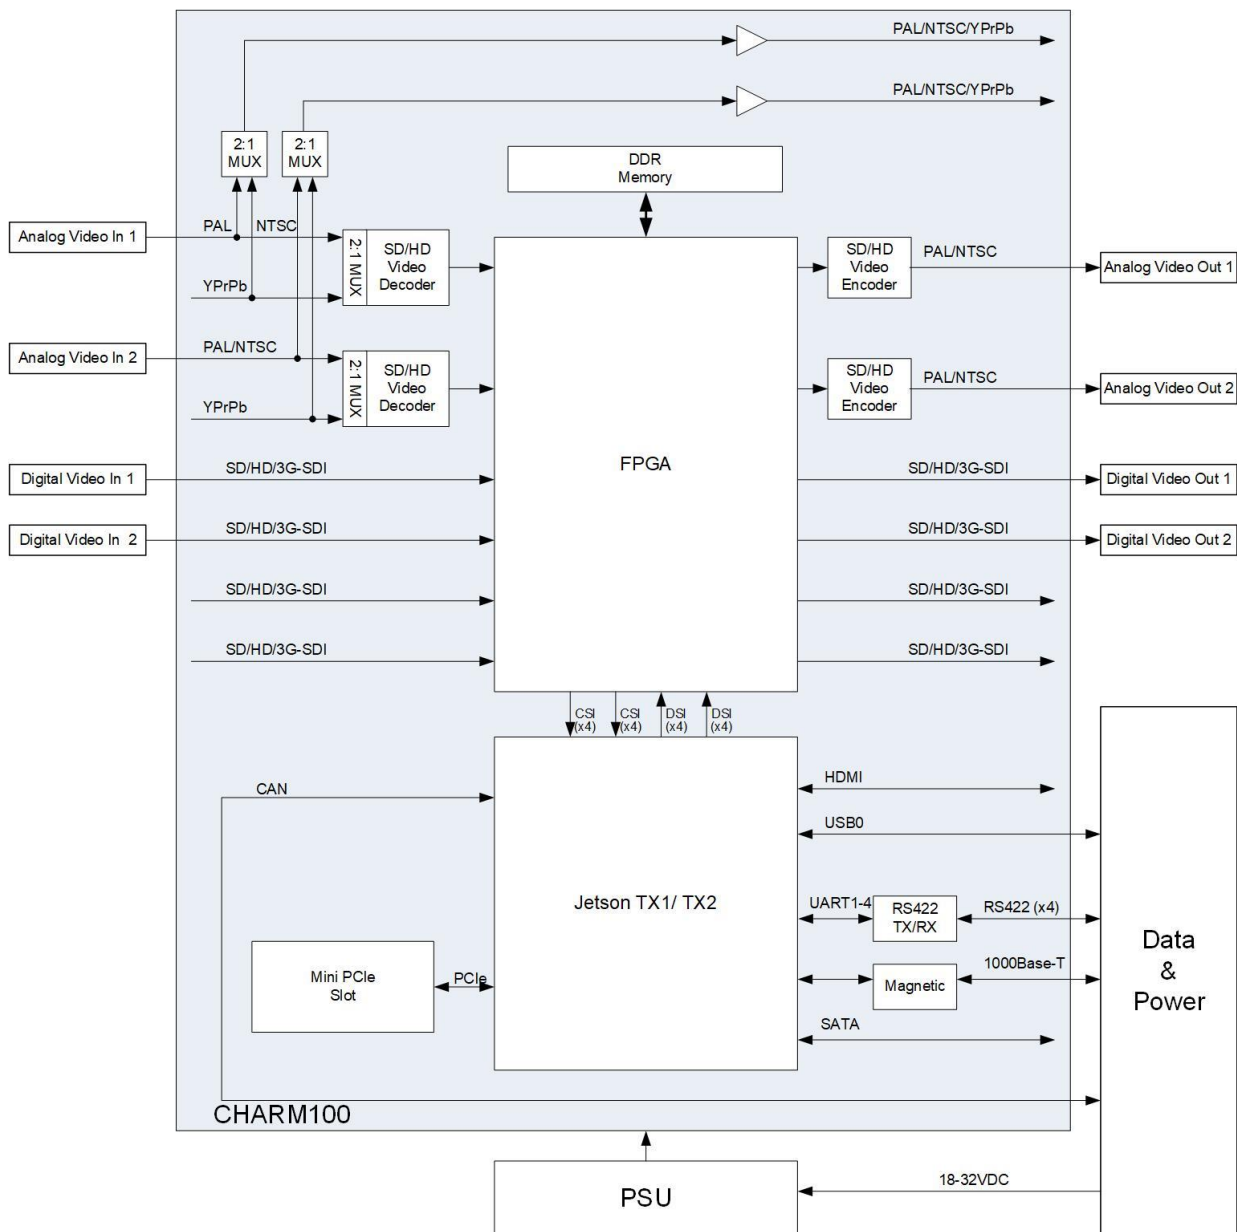 PAL/NTSC/YPrPb
PAL/NTSC/YPrPb
2:1
MUX
2:1
MUX
DDR
Memory
Analog Video In 1
PAL
NTSC
2:1 MUX
SD/HD
Video
Decoder
YPrPb
SD/HD
Video
Encoder
PAL/NTSC
Analog Video Out 1
Analog Video In 2
PAL/NTSC
2:1 MUX
SD/HD
Video
Decoder
YPrPb
SD/HD
Video
Encoder
PAL/NTSC
Analog Video Out 2
FPGA
Digital Video In 1
SD/HD/3G-SDI
SD/HD/3G-SDI
Digital Video Out 1
Digital Video In 2
SD/HD/3G-SDI
SD/HD/3G-SDI
Digital Video Out 2
SD/HD/3G-SDI
SD/HD/3G-SDI
SD/HD/3G-SDI
SD/HD/3G-SDI
CSI
(x4)
CSI
(x4)
DSI
(x4)
DSI
(x4)
CAN
HDMI
USB0
Jetson TX1/ TX2
UART1-4
RS422
TX/RX
RS422 (x4)
Mini PCIe
Slot
PCIe
Magnetic
1000Base-T
SATA
Data
&
Power
CHARM100
PSU
18-32VDC